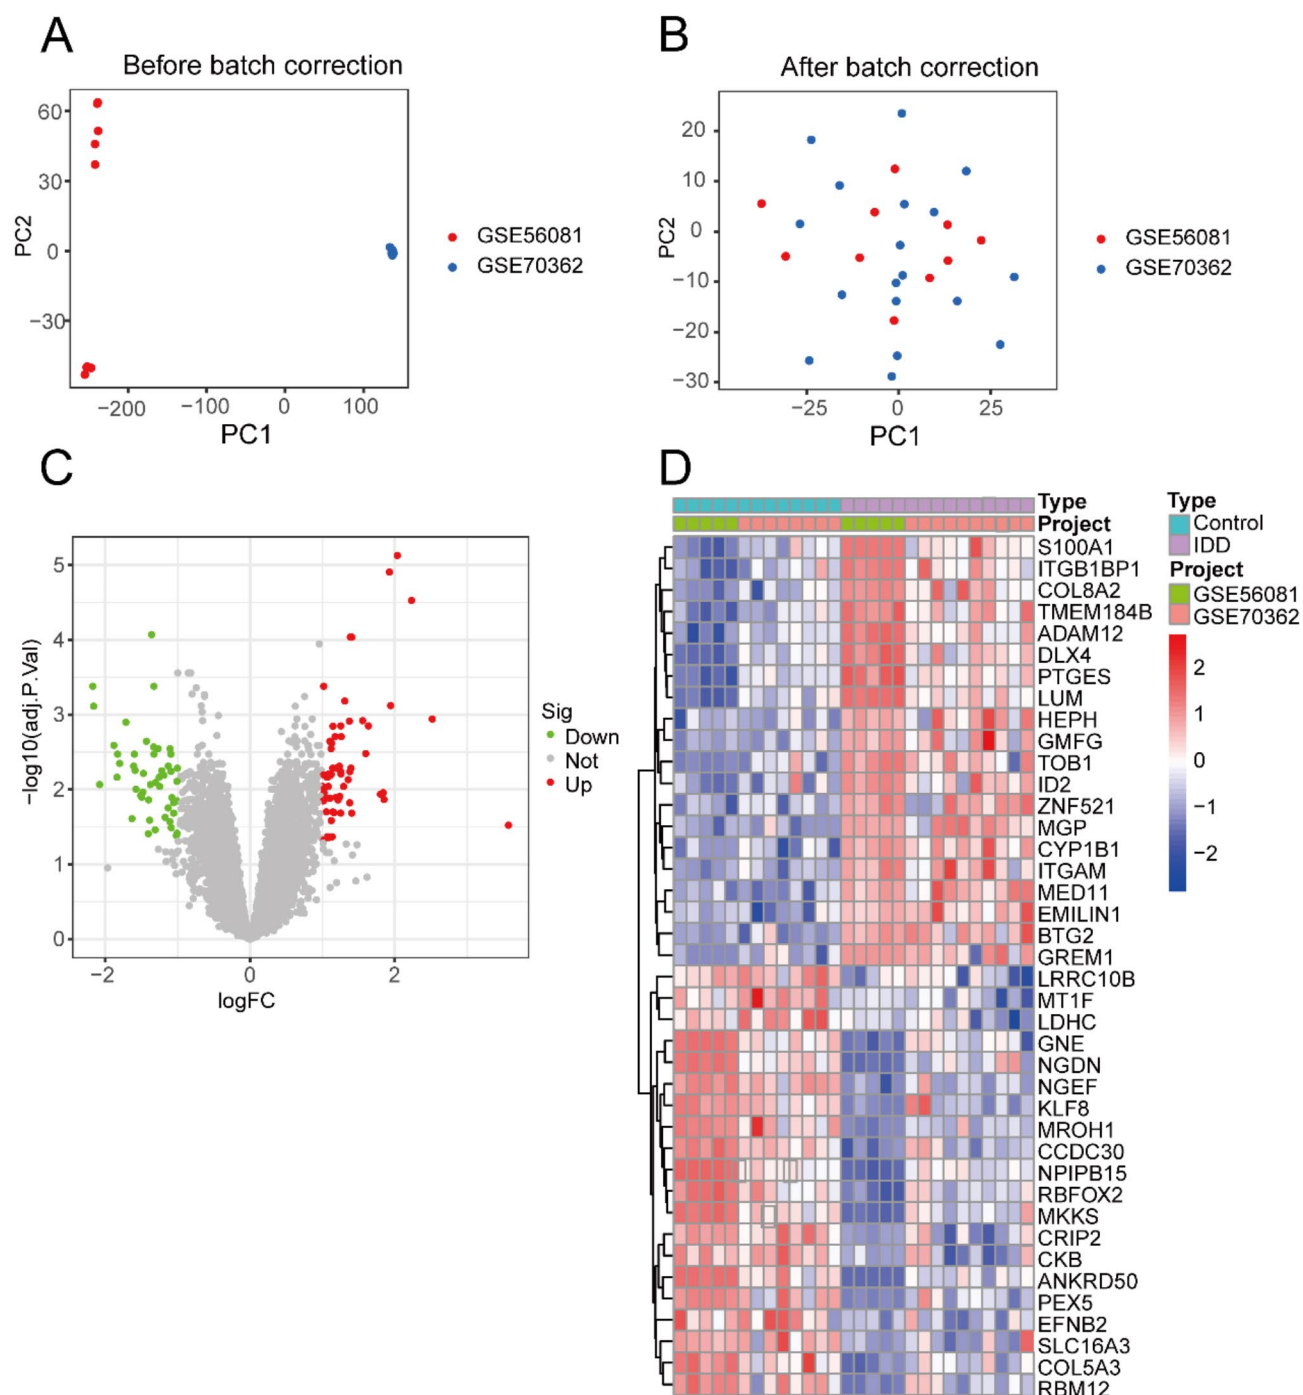 A
Before batch correction
60
30
0
−30
PC2
−200
−100
0
100
PC1
GSE56081
GSE70362
B
After batch correction
20
10
0
−10
−20
−30
PC2
−25
0
25
PC1
GSE56081
GSE70362
C
5
4
3
2
1
0
−log10(adj.P.Val)
−2
0
2
logFC
Sig
Down
Not
Up
D
Type
Project
S100A1
ITGB1BP1
COL8A2
TMEM184B
ADAM12
DLX4
PTGES
LUM
HEPH
GMFG
TOB1
ID2
ZNF521
MGP
CYP1B1
ITGAM
MED11
EMILIN1
BTG2
GREM1
LRRC10B
MT1F
LDHC
GNE
NGDN
NGEF
KLF8
MROH1
CCDC30
NPIPB15
RBFOX2
MKKS
CRIP2
CKB
ANKRD50
PEX5
EFNB2
SLC16A3
COL5A3
RBM12
Type
Control
IDD
Project
GSE56081
GSE70362
2
1
0
−1
−2